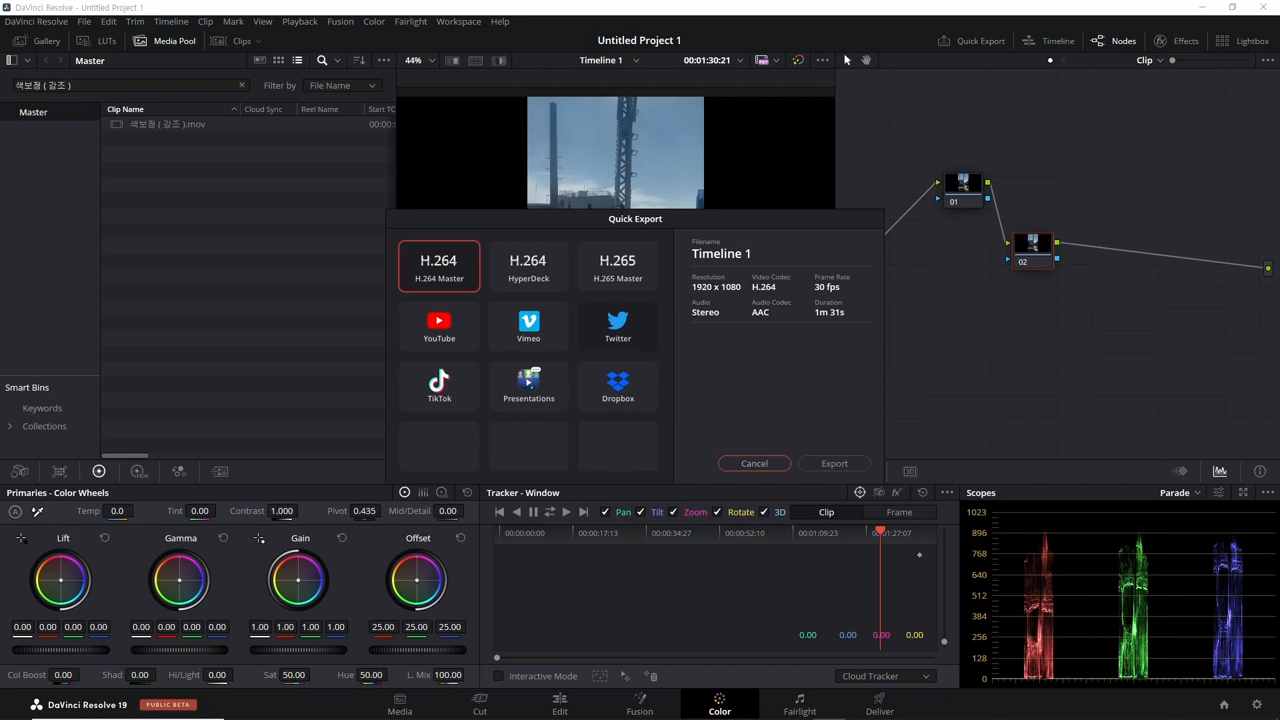 DaVinci Resolve - Untitled Project 1
DaVinci Resolve File Edit Trim Timeline Clip Mark View Playback Fusion Color Fairlight Workspace Help
Gallery LUTs Media Pool Clips Untitled Project 1 Quick Export Timeline Nodes Effects Lightbox
Master 44% Timeline 1 00:01:30:21 Clip
색보정 ( 강조 ) Filter by File Name
Master Clip Name Cloud Sync Reel Name Start TC
색보정 ( 강조 ).mov 00:00:0
01
02
Quick Export
H.264 H.264 H.265
H.264 Master HyperDeck H.265 Master
YouTube Vimeo Twitter
TikTok Presentations Dropbox
Filename
Timeline 1
Resolution Video Codec Frame Rate
1920 x 1080 H.264 30 fps
Audio Audio Codec Duration
Stereo AAC 1m 31s
Cancel Export
Smart Bins
Keywords
Collections
Primaries - Color Wheels Tracker - Window Scopes Parade
Temp 0.0 Tint 0.00 Contrast 1.000 Pivot 0.435 Mid/Detail 0.00
Pan Tilt Zoom Rotate 3D Clip Frame
Lift Gamma Gain Offset
00:00:00:00 00:00:17:13 00:00:34:27 00:00:52:10 00:01:09:23 00:01:27:07
0.00 0.00 0.00 0.00 0.00 0.00 0.00 0.00 1.00 1.00 1.00 1.00 25.00 25.00 25.00
0.00 0.00 0.00 0.00
Col Boost 0.00 Shad 0.00 Hi/Light 0.00 Sat 50.00 Hue 50.00 L. Mix 100.00
Interactive Mode Cloud Tracker
1023
896
768
640
512
384
256
128
0
DaVinci Resolve 19 PUBLIC BETA Media Cut Edit Fusion Color Fairlight Deliver